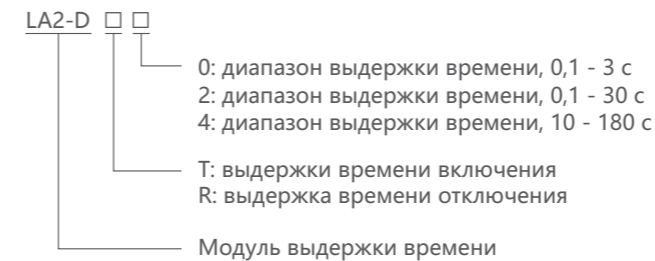 LA2-D □ □
0: диапазон выдержки времени, 0,1 - 3 с
2: диапазон выдержки времени, 0,1 - 30 с
4: диапазон выдержки времени, 10 - 180 с
T: выдержки времени включения
R: выдержка времени отключения
Модуль выдержки времени